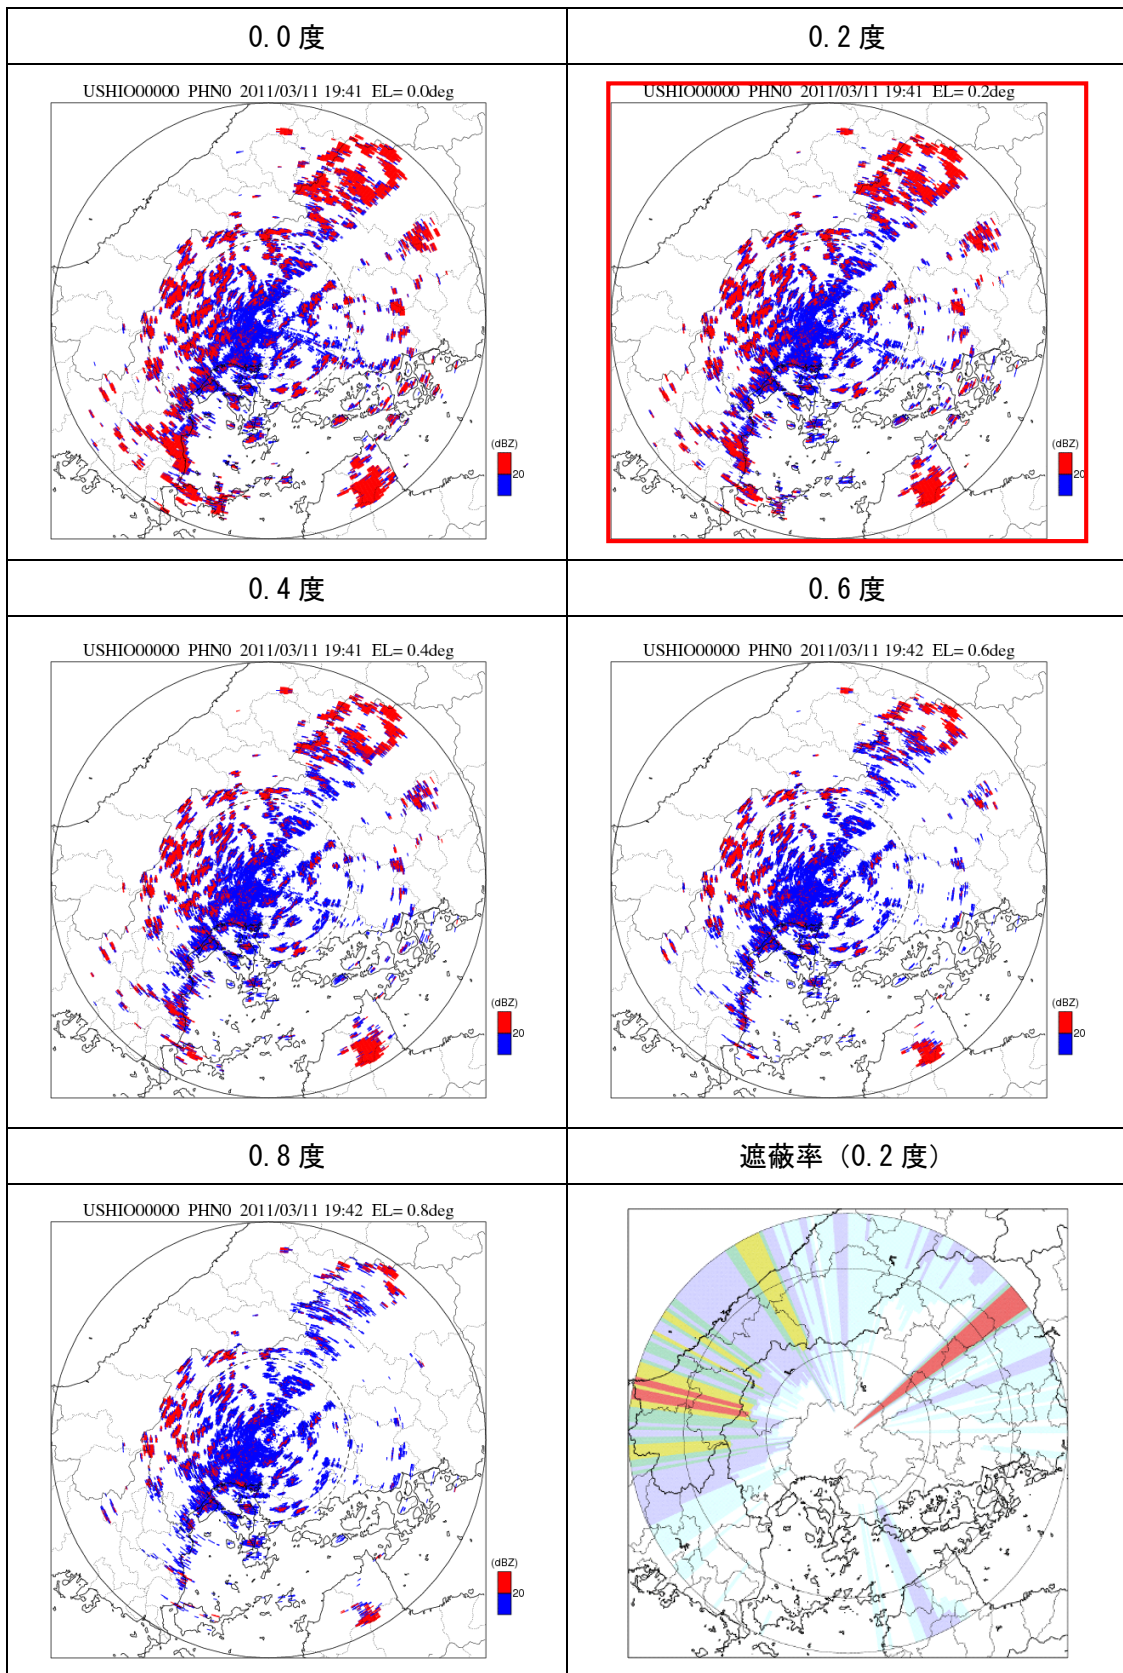 0.0度
0.2度
USHIO00000 PHN0 2011/03/11 19:41 EL= 0.0deg
(dBZ)
20
USHIO00000 PHN0 2011/03/11 19:41 EL= 0.2deg
(dBZ)
20
0.4度
0.6度
USHIO00000 PHN0 2011/03/11 19:41 EL= 0.4deg
(dBZ)
20
USHIO00000 PHN0 2011/03/11 19:42 EL= 0.6deg
(dBZ)
20
0.8度
遮蔽率（0.2度）
USHIO00000 PHN0 2011/03/11 19:42 EL= 0.8deg
(dBZ)
20